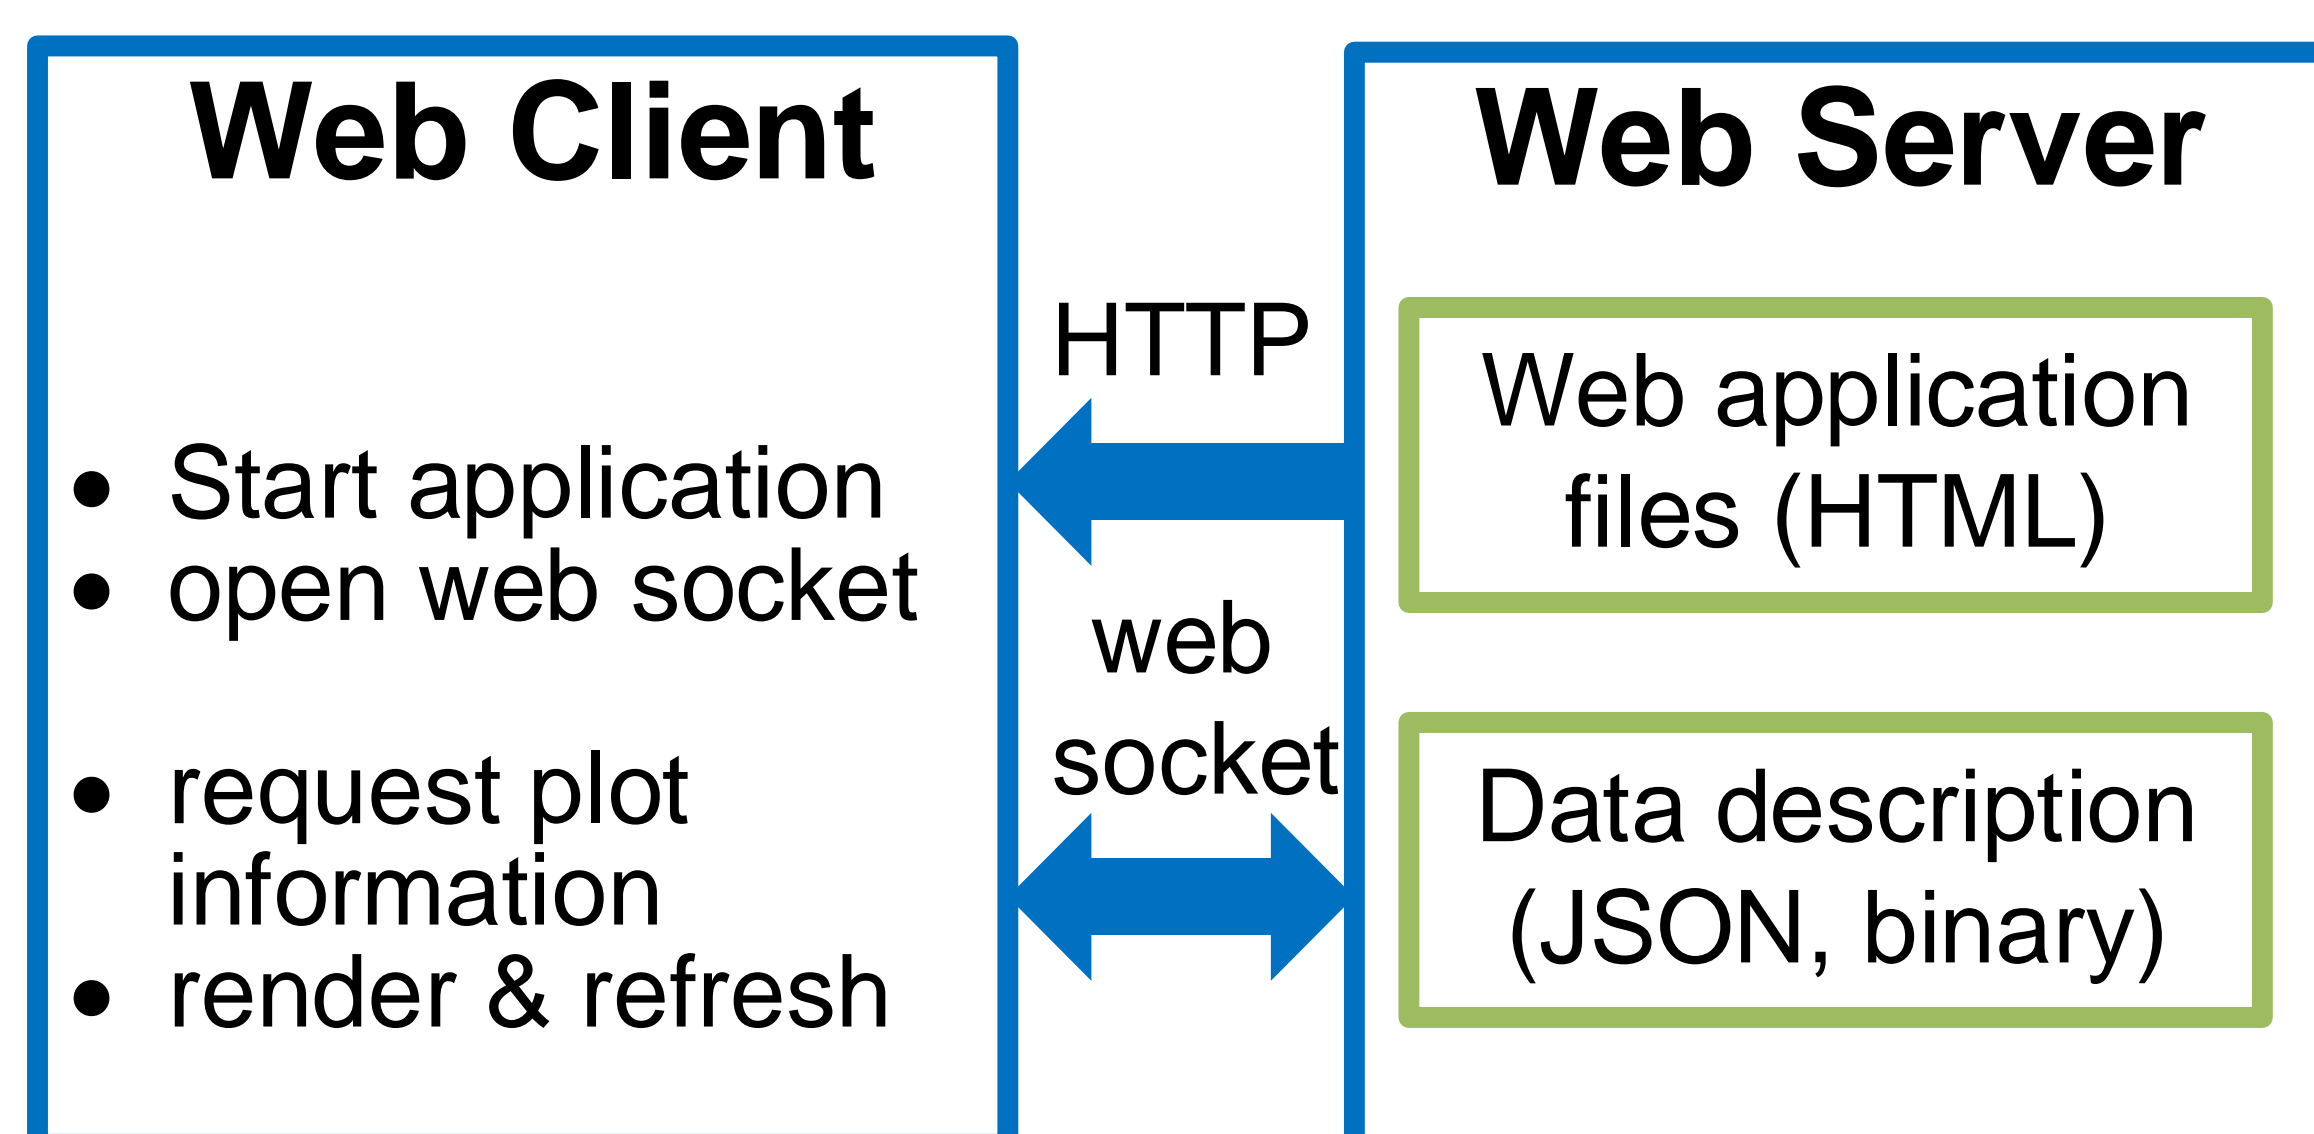 Web Client
● Start application
● open web socket
● request plot
information
● render & refresh
HTTP
web
socket
Web Server
Web application
files (HTML)
Data description
(JSON, binary)